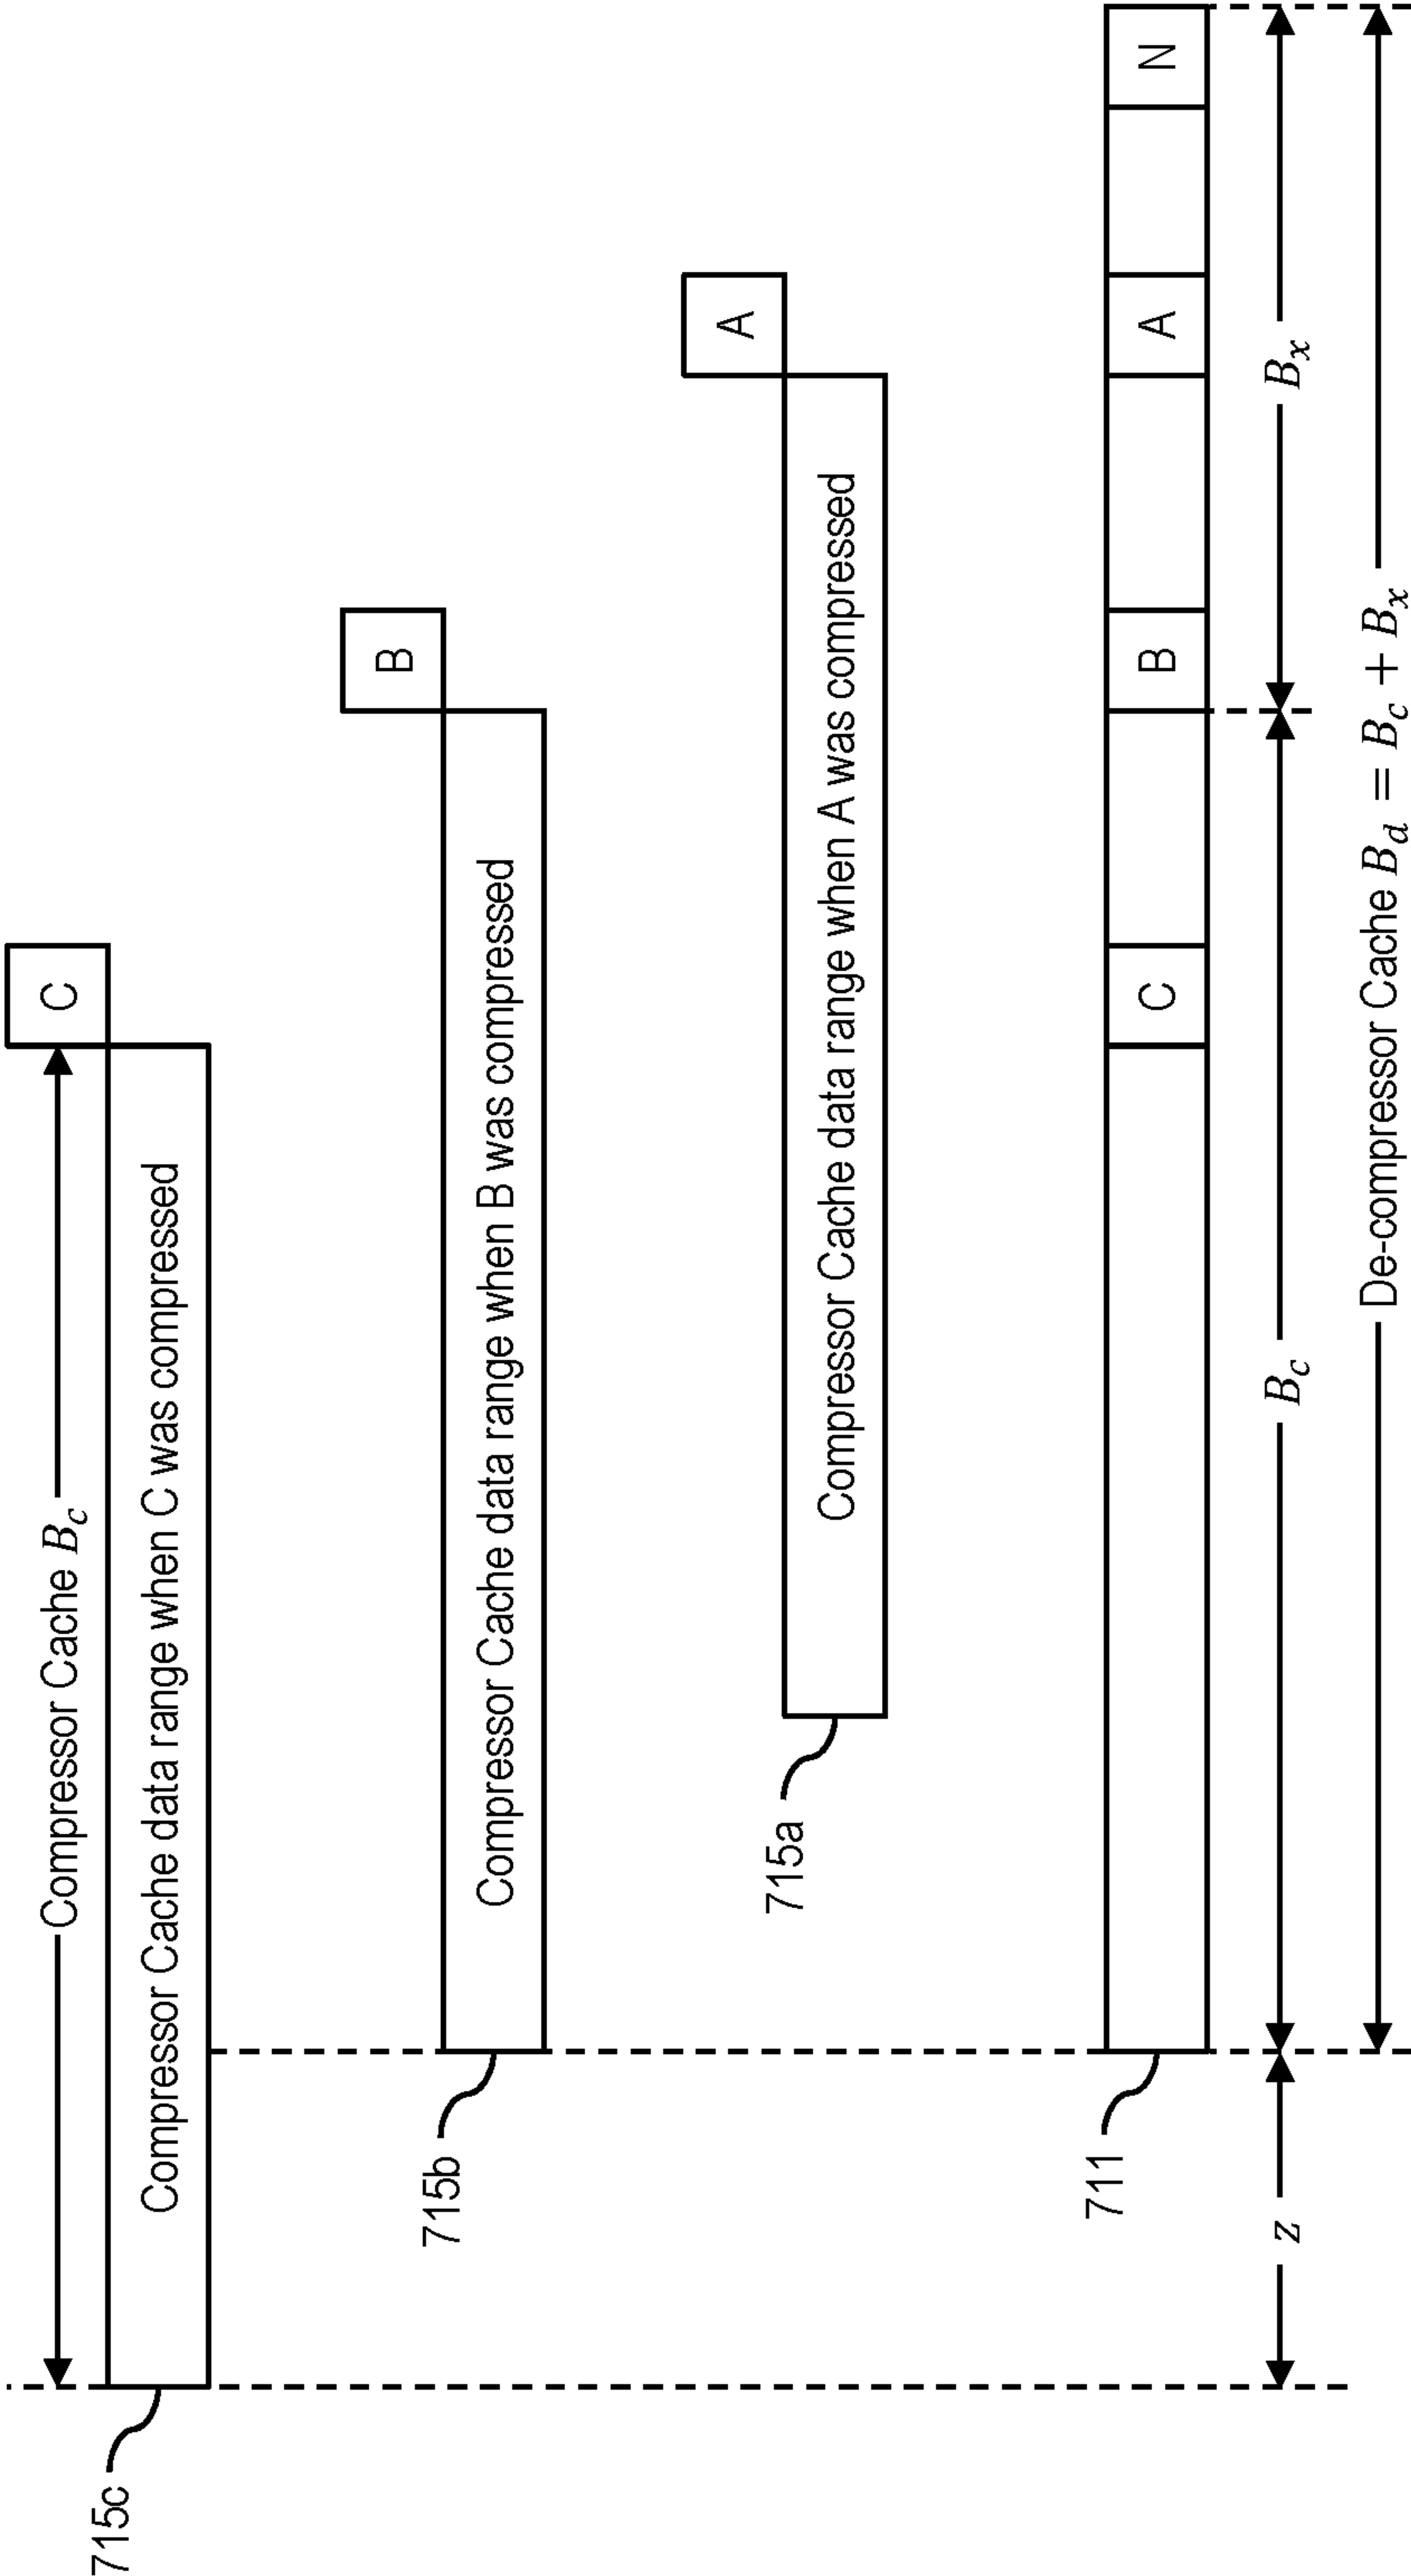 Compressor Cache B_c
C
Compressor Cache data range when C was compressed
715c
B
Compressor Cache data range when B was compressed
715b
A
Compressor Cache data range when A was compressed
715a
C B A N
711
z B_c B_x
De-compressor Cache B_d = B_c + B_x